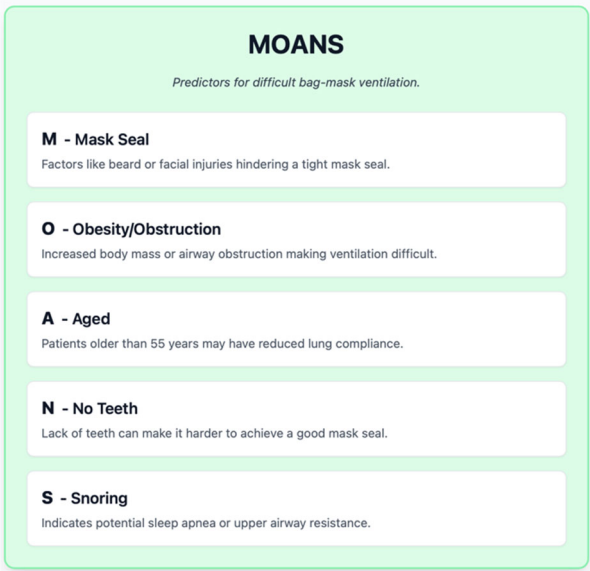 MOANS
Predictors for difficult bag-mask ventilation.
M - Mask Seal
Factors like beard or facial injuries hindering a tight mask seal.
O - Obesity/Obstruction
Increased body mass or airway obstruction making ventilation difficult.
A - Aged
Patients older than 55 years may have reduced lung compliance.
N - No Teeth
Lack of teeth can make it harder to achieve a good mask seal.
S - Snoring
Indicates potential sleep apnea or upper airway resistance.